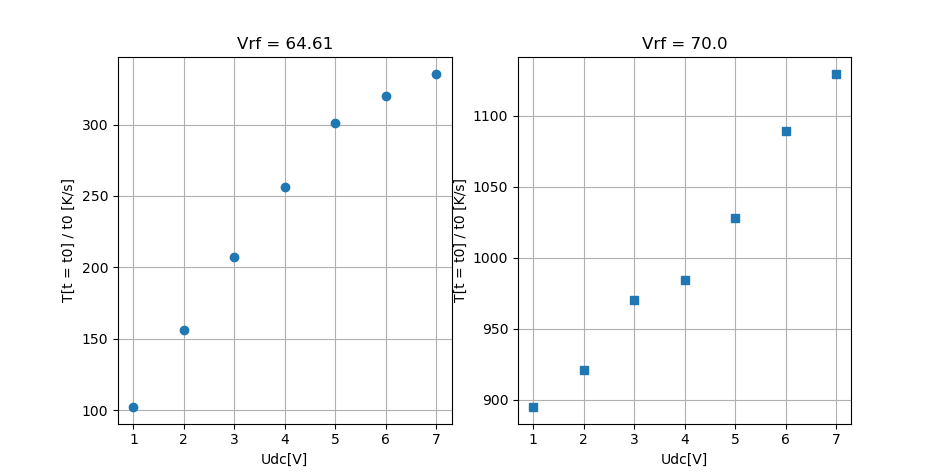 Vrf = 64.61
T[t = t0] / t0 [K/s]
300
250
200
150
100
1 2 3 4 5 6 7
Udc[V]
Vrf = 70.0
T[t = t0] / t0 [K/s]
1100
1050
1000
950
900
1 2 3 4 5 6 7
Udc[V]